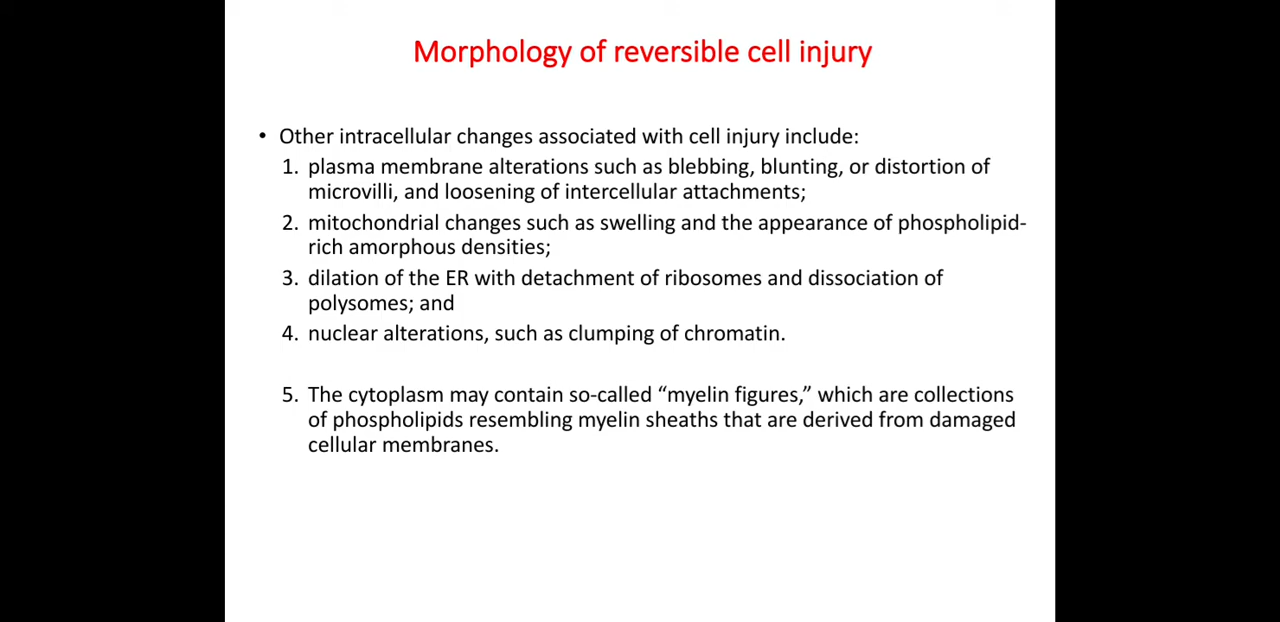 Morphology of reversible cell injury
• Other intracellular changes associated with cell injury include:
1. plasma membrane alterations such as blebbing, blunting, or distortion of
microvilli, and loosening of intercellular attachments;
2. mitochondrial changes such as swelling and the appearance of phospholipid-
rich amorphous densities;
3. dilation of the ER with detachment of ribosomes and dissociation of
polysomes; and
4. nuclear alterations, such as clumping of chromatin.
5. The cytoplasm may contain so-called “myelin figures,” which are collections
of phospholipids resembling myelin sheaths that are derived from damaged
cellular membranes.